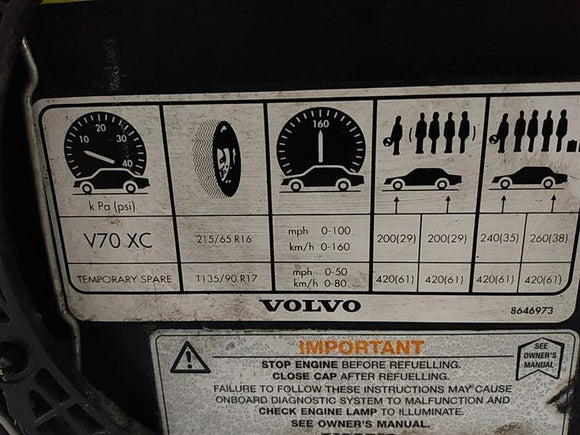 10 20 30 40
160
k Pa (psi)
V70 XC 215/65 R16 mph 0-100 200(29) 200(29) 240(35) 260(38)
km/h 0-160
TEMPORARY SPARE T135/90 R17 mph 0-50 420(61) 420(61) 420(61) 420(61)
km/h 0-80
VOLVO 8646973
IMPORTANT
STOP ENGINE BEFORE REFUELLING.
CLOSE CAP AFTER REFUELLING.
FAILURE TO FOLLOW THESE INSTRUCTIONS MAY CAUSE
ONBOARD DIAGNOSTIC SYSTEM TO MALFUNCTION AND
CHECK ENGINE LAMP TO ILLUMINATE.
SEE OWNER'S MANUAL.
SEE
OWNER'S
MANUAL
VOLVO